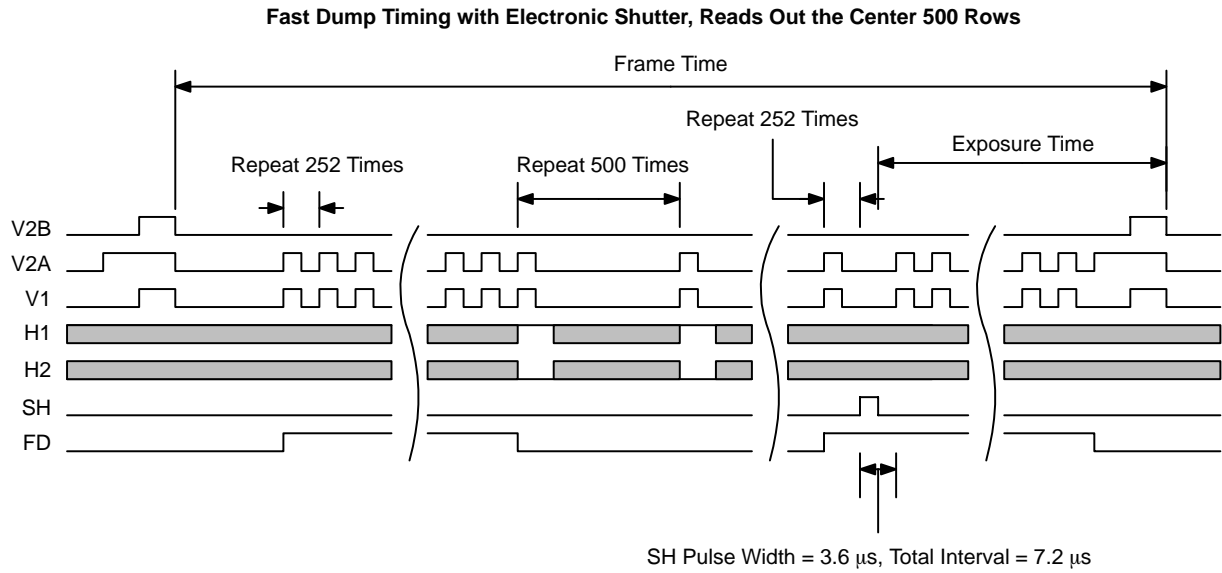 Fast Dump Timing with Electronic Shutter, Reads Out the Center 500 Rows
Frame Time
Repeat 252 Times
Exposure Time
Repeat 252 Times
Repeat 500 Times
V2B
V2A
V1
H1
H2
SH
FD
SH Pulse Width = 3.6 μs, Total Interval = 7.2 μs